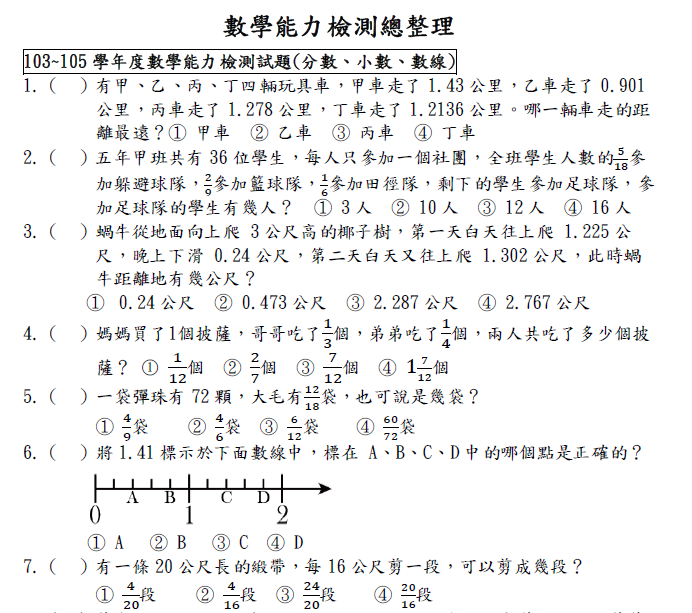 數學能力檢測總整理
103~105 學年度數學能力檢測試題(分數、小數、數線)
1. (　) 有甲、乙、丙、丁四輛玩具車，甲車走了 1.43 公里，乙車走了 0.901
公里，丙車走了 1.278 公里，丁車走了 1.2136 公里。哪一輛車走的距
離最遠？① 甲車　② 乙車　③ 丙車　④ 丁車
2. (　) 五年甲班共有 36 位學生，每人只參加一個社團，全班學生人數的5/18參
加躲避球隊，2/9參加籃球隊，1/6參加田徑隊，剩下的學生參加足球隊，參
加足球隊的學生有幾人？　① 3 人　② 10 人　③ 12 人　④ 16 人
3. (　) 蝸牛從地面向上爬 3 公尺高的椰子樹，第一天白天往上爬 1.225 公
尺，晚上下滑 0.24 公尺，第二天白天又往上爬 1.302 公尺，此時蝸
牛距離地有幾公尺？
① 0.24 公尺　② 0.473 公尺　③ 2.287 公尺　④ 2.767 公尺
4. (　) 媽媽買了1個披薩，哥哥吃了1/3個，弟弟吃了1/4個，兩人共吃了多少個披
薩？ ① 1/12個　② 2/7個　③ 7/12個　④ 1 7/12個
5. (　) 一袋彈珠有 72 顆，大毛有12/18袋，也可說是幾袋？
① 4/9袋　② 4/6袋　③ 6/12袋　④ 60/72袋
6. (　) 將 1.41 標示於下面數線中，標在 A、B、C、D 中的哪個點是正確的？
A B C D
0 1 2
① A　② B　③ C　④ D
7. (　) 有一條 20 公尺長的緞帶，每 16 公尺剪一段，可以剪成幾段？
① 4/20段　② 4/16段　③ 24/20段　④ 20/16段